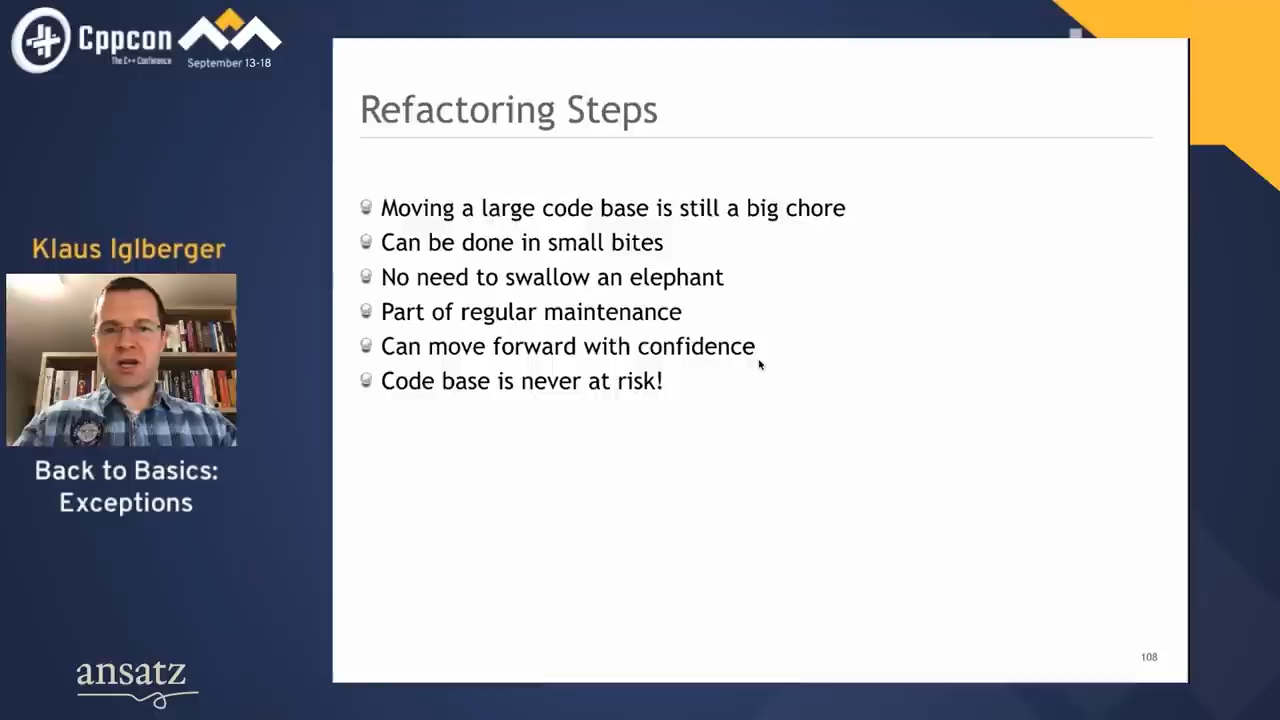 Cppcon
The C++ Conference
September 13-18
Refactoring Steps
Moving a large code base is still a big chore
Can be done in small bites
No need to swallow an elephant
Part of regular maintenance
Can move forward with confidence
Code base is never at risk!
Klaus Iglberger
Back to Basics:
Exceptions
ansatz
108